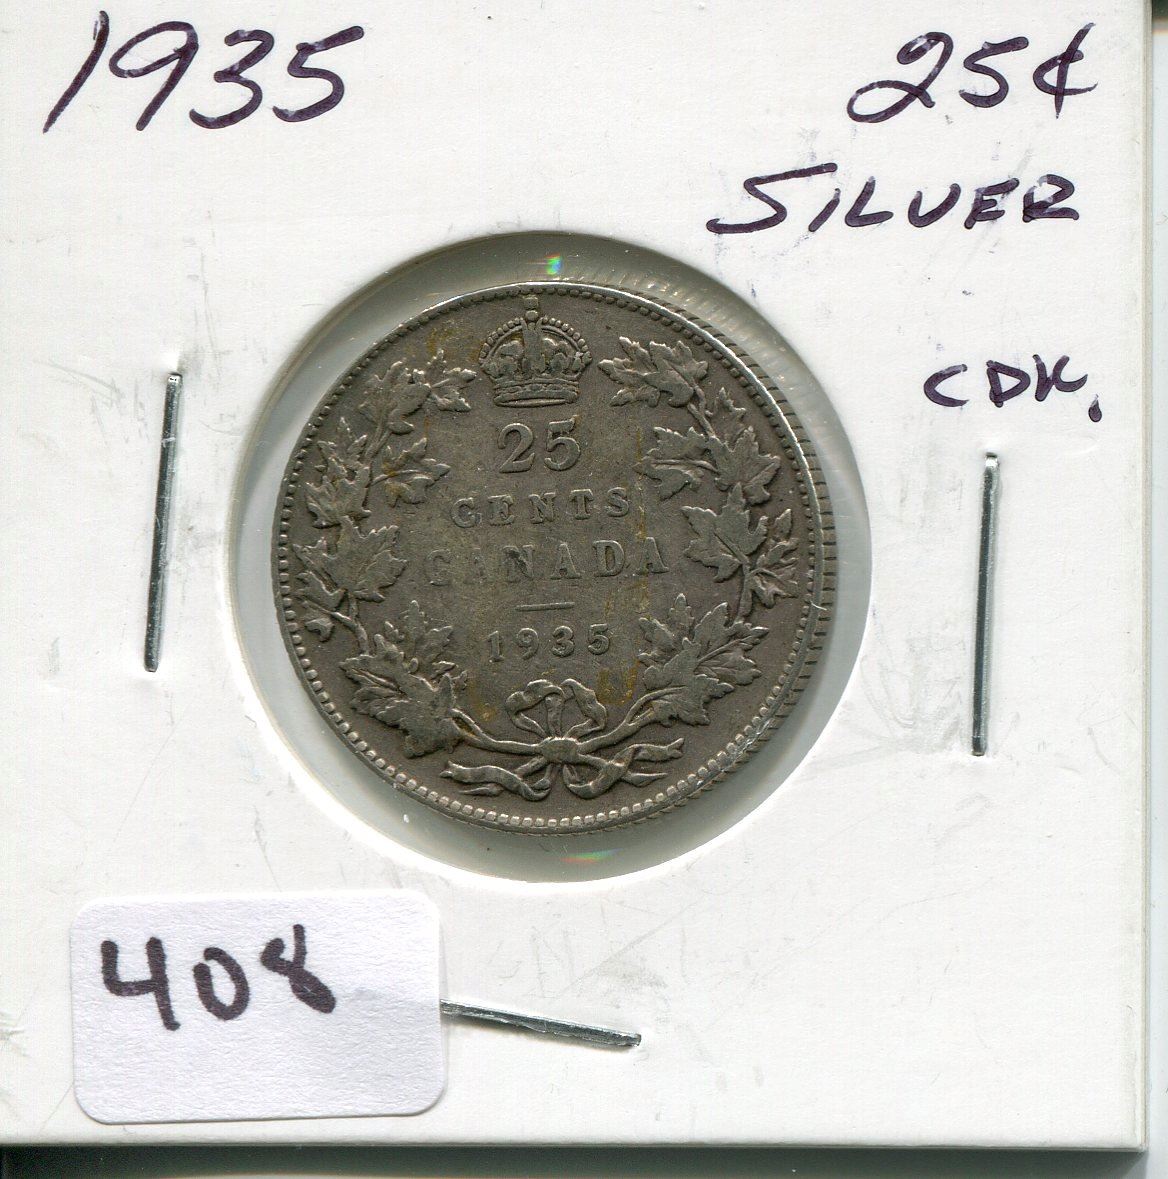 1935
25¢
SILVER
CDN.
25
CENTS
CANADA
1935
408